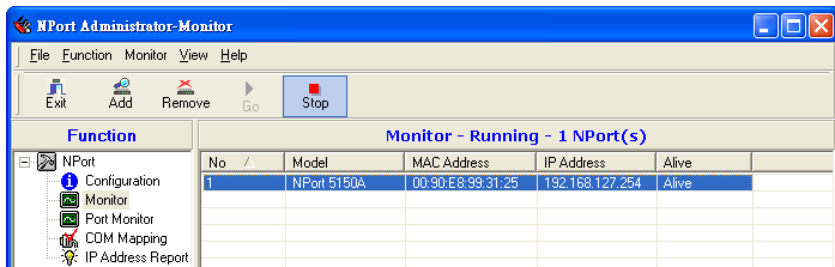 NPort Administrator-Monitor
File Function Monitor View Help
Exit Add Remove Go Stop
Function
Monitor - Running - 1 NPort(s)
NPort
Configuration
Monitor
Port Monitor
COM Mapping
IP Address Report
No Model MAC Address IP Address Alive
1 NPort 5150A 00:90:E8:99:31:25 192.168.127.254 Alive